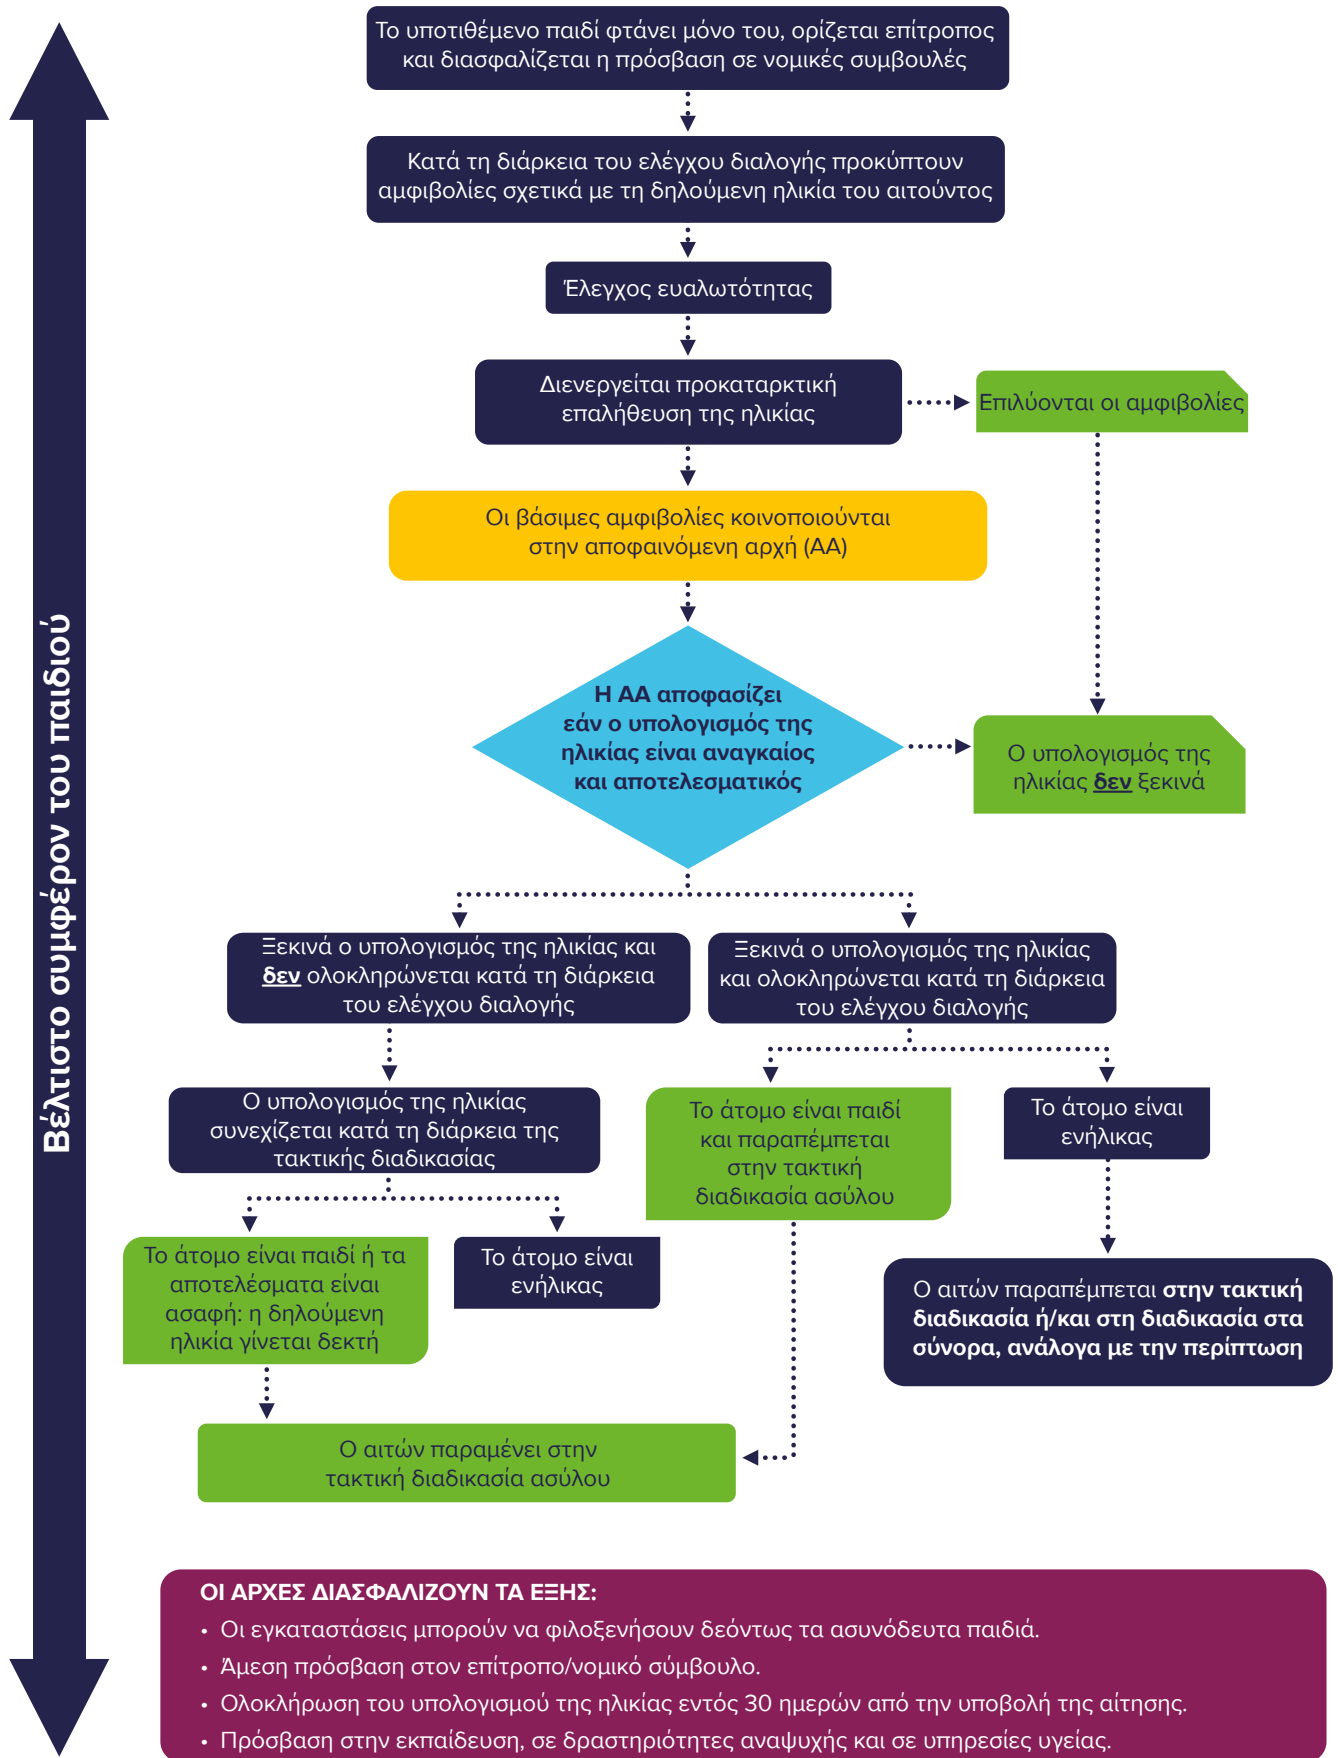 Το υποτιθέμενο παιδί φτάνει μόνο του, ορίζεται επίτροπος
και διασφαλίζεται η πρόσβαση σε νομικές συμβουλές
Κατά τη διάρκεια του ελέγχου διαλογής προκύπτουν
αμφιβολίες σχετικά με τη δηλούμενη ηλικία του αιτούντος
Έλεγχος ευαλωτότητας
Διενεργείται προκαταρκτική
επαλήθευση της ηλικίας
Επιλύονται οι αμφιβολίες
Οι βάσιμες αμφιβολίες κοινοποιούνται
στην αποφαινόμενη αρχή (ΑΑ)
Η ΑΑ αποφασίζει
εάν ο υπολογισμός της
ηλικίας είναι αναγκαίος
και αποτελεσματικός
Ο υπολογισμός της
ηλικίας δεν ξεκινά
Βέλτιστο συμφέρον του παιδιού
Ξεκινά ο υπολογισμός της ηλικίας και
δεν ολοκληρώνεται κατά τη διάρκεια
του ελέγχου διαλογής
Ξεκινά ο υπολογισμός της ηλικίας
και ολοκληρώνεται κατά τη διάρκεια
του ελέγχου διαλογής
Ο υπολογισμός της ηλικίας
συνεχίζεται κατά τη διάρκεια της
τακτικής διαδικασίας
Το άτομο είναι παιδί
και παραπέμπεται
στην τακτική
διαδικασία ασύλου
Το άτομο είναι
ενήλικας
Το άτομο είναι παιδί ή τα
αποτελέσματα είναι
ασαφή: η δηλούμενη
ηλικία γίνεται δεκτή
Το άτομο είναι
ενήλικας
Ο αιτών παραπέμπεται στην τακτική
διαδικασία ή/και στη διαδικασία στα
σύνορα, ανάλογα με την περίπτωση
Ο αιτών παραμένει στην
τακτική διαδικασία ασύλου
ΟΙ ΑΡΧΕΣ ΔΙΑΣΦΑΛΙΖΟΥΝ ΤΑ ΕΞΗΣ:
• Οι εγκαταστάσεις μπορούν να φιλοξενήσουν δεόντως τα ασυνόδευτα παιδιά.
• Άμεση πρόσβαση στον επίτροπο/νομικό σύμβουλο.
• Ολοκλήρωση του υπολογισμού της ηλικίας εντός 30 ημερών από την υποβολή της αίτησης.
• Πρόσβαση στην εκπαίδευση, σε δραστηριότητες αναψυχής και σε υπηρεσίες υγείας.